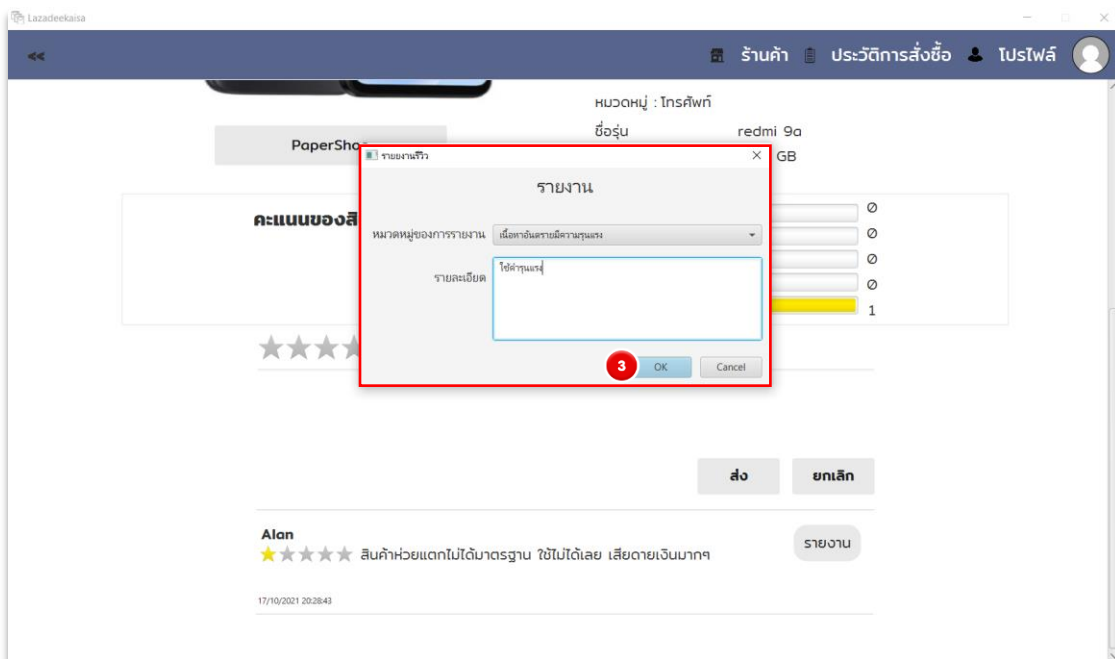 Lazadeekaisa
<< ร้านค้า ประวัติการสั่งซื้อ โปรไฟล์
หมวดหมู่ : โทรศัพท์
ชื่อรุ่น redmi 9a
PaperSho
GB
รายงานรีวิว
รายงาน
คะแนนของสิ
หมวดหมู่ของการรายงาน เนื้อหาอันตรายมีความรุนแรง
รายละเอียด ใช้คำรุนแรง
0
0
0
0
1
3 OK Cancel
ส่ง ยกเลิก
Alan
สินค้าห่วยแตกไม่ได้มาตรฐาน ใช้ไม่ได้เลย เสียดายเงินมากๆ
รายงาน
17/10/2021 20:28:43